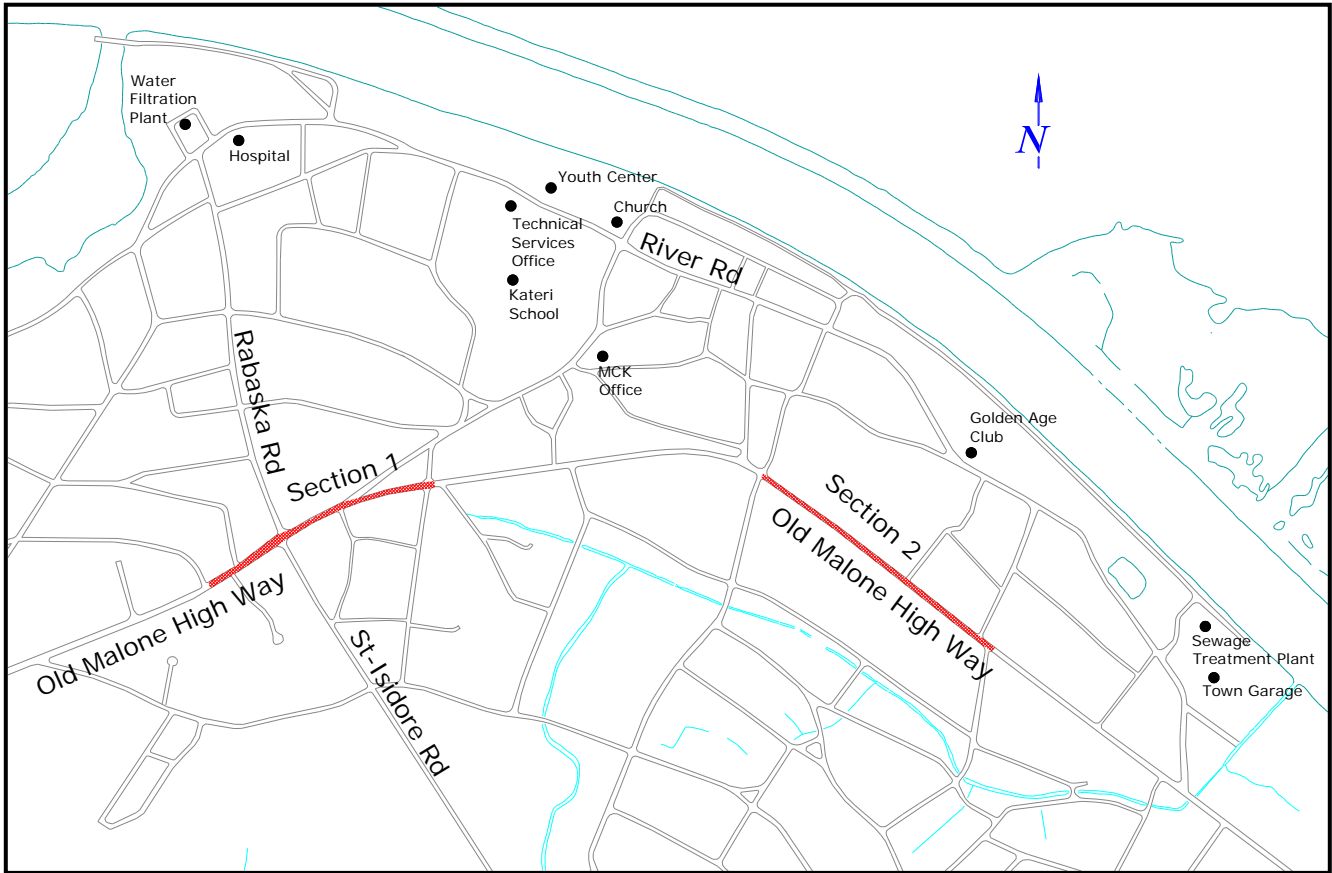 Water
Filtration
Plant
Hospital
N
Youth Center
Church
Technical
Services
Office
River Rd
Kateri
School
MCK
Office
Rabaska Rd
Golden Age
Club
Section 1
Section 2
Old Malone High Way
Old Malone High Way
St-Isidore Rd
Sewage
Treatment Plant
Town Garage